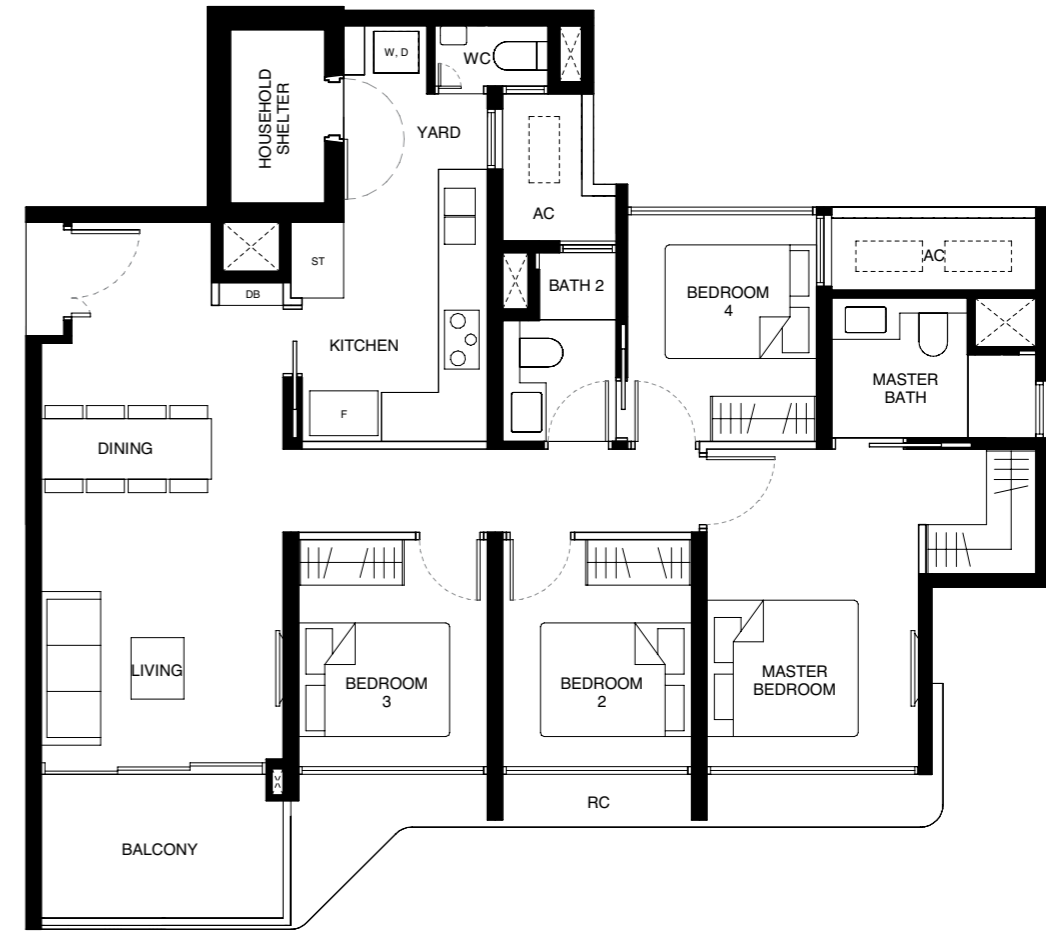 W, D
WC
HOUSEHOLD
SHELTER
YARD
AC
ST
AC
DB
BATH 2
BEDROOM
4
KITCHEN
MASTER
BATH
F
DINING
LIVING
BEDROOM
3
BEDROOM
2
MASTER
BEDROOM
RC
BALCONY